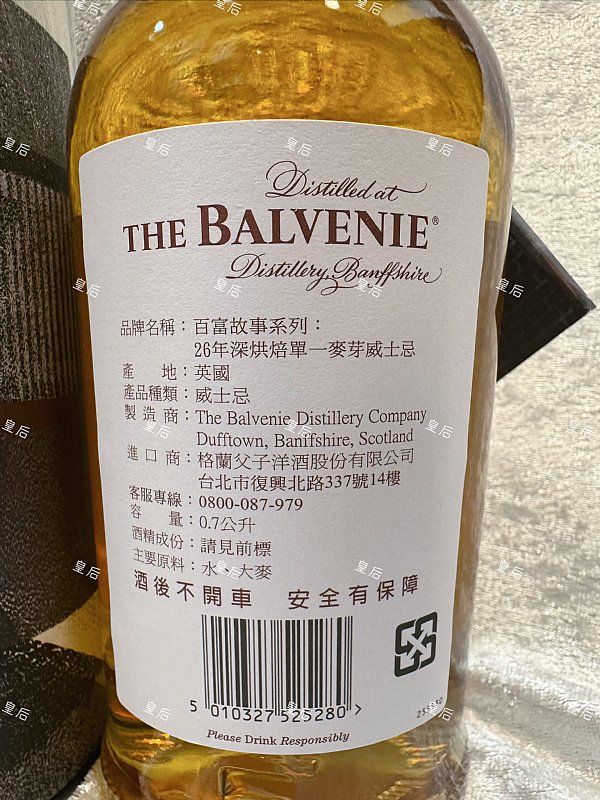 Distilled at
THE BALVENIE®
Distillery, Banffshire
品牌名稱：百富故事系列：
26年深烘焙單一麥芽威士忌
產地：英國
產品種類：威士忌
製造商：The Balvenie Distillery Company
Dufftown, Banffshire, Scotland
進口商：格蘭父子洋酒股份有限公司
台北市復興北路337號14樓
客服專線：0800-087-979
容量：0.7公升
酒精成份：請見前標
主要原料：水、大麥
酒後不開車 安全有保障
5 010327 525280 >
Please Drink Responsibly
皇后